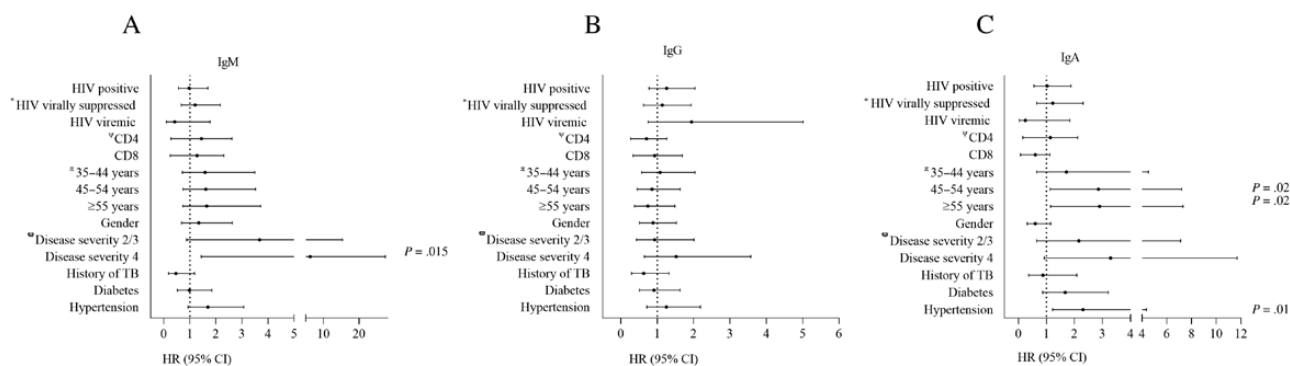 A
IgM
HIV positive
*HIV virally suppressed
HIV viremic
ΨCD4
CD8
¤35–44 years
45–54 years
≥55 years
Gender
Disease severity 2/3
Disease severity 4
P = .015
History of TB
Diabetes
Hypertension
0 1 2 3 4 5 10 20
HR (95% CI)
B
IgG
HIV positive
*HIV virally suppressed
HIV viremic
ΨCD4
CD8
35–44 years
45–54 years
≥55 years
Gender
Disease severity 2/3
Disease severity 4
History of TB
Diabetes
Hypertension
0 1 2 3 4 5 6
HR (95% CI)
C
IgA
HIV positive
*HIV virally suppressed
HIV viremic
ΨCD4
CD8
35–44 years
45–54 years
P = .02
≥55 years
P = .02
Gender
Disease severity 2/3
Disease severity 4
History of TB
Diabetes
Hypertension
P = .01
0 1 2 3 4 4 6 8 10 12
HR (95% CI)